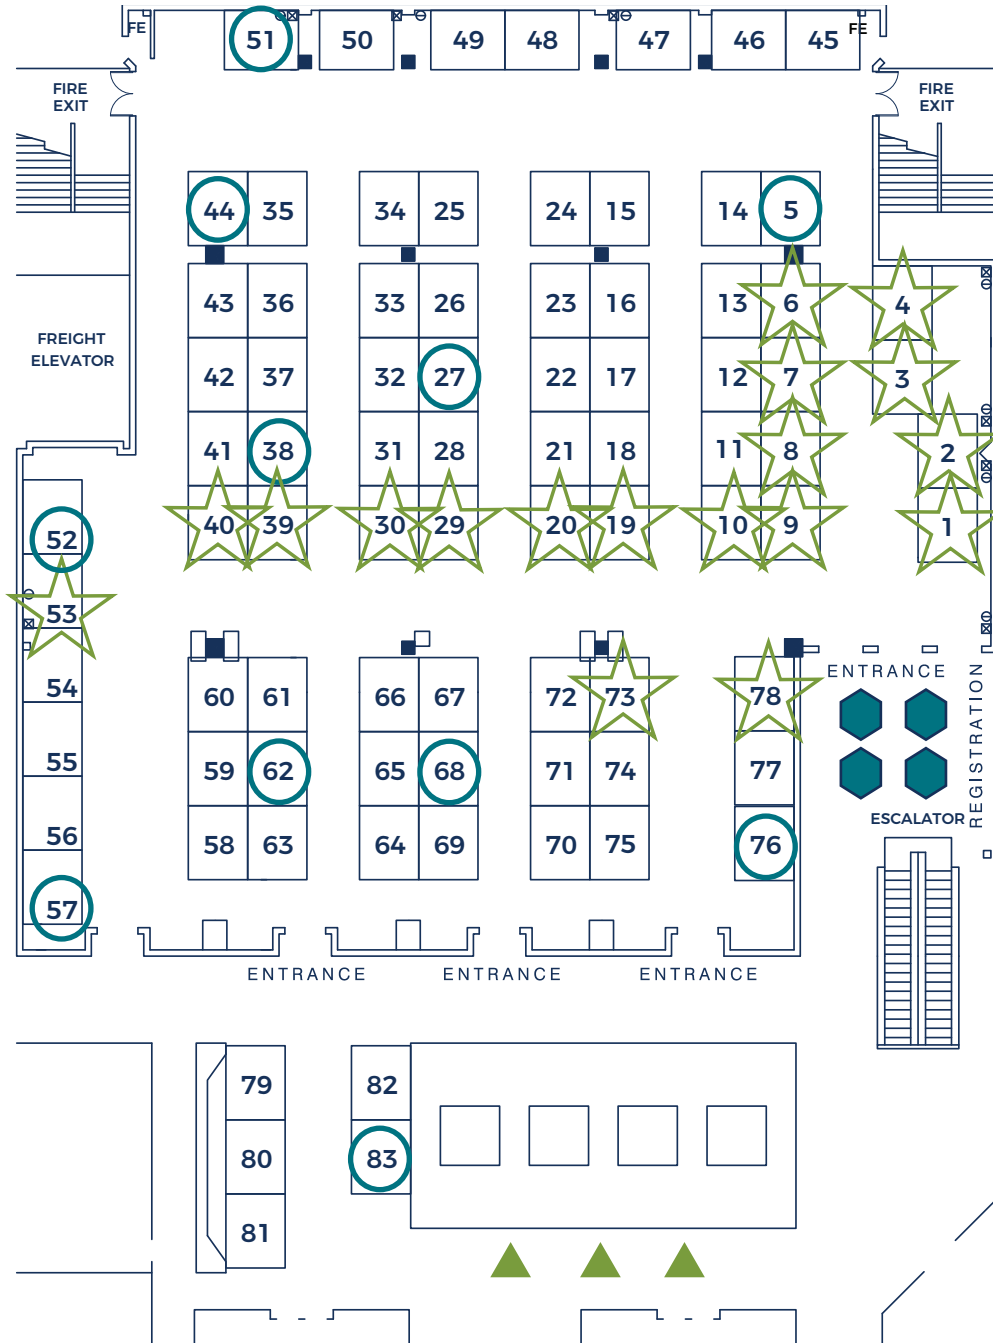 FE
51 50 49 48 47 46 45
FE
FIRE
EXIT
FIRE
EXIT
44 35 34 25 24 15 14 5
43 36 33 26 23 16 13 6 4
FREIGHT
ELEVATOR
42 37 32 27 22 17 12 7 3
41 38 31 28 21 18 11 8 2
40 39 30 29 20 19 10 9 1
52
53
54
55
56
57
60 61 66 67 72 73 78
59 62 65 68 71 74 77
58 63 64 69 70 75 76
ENTRANCE
REGISTRATION
ESCALATOR
ENTRANCE ENTRANCE ENTRANCE
79 82
80 83
81